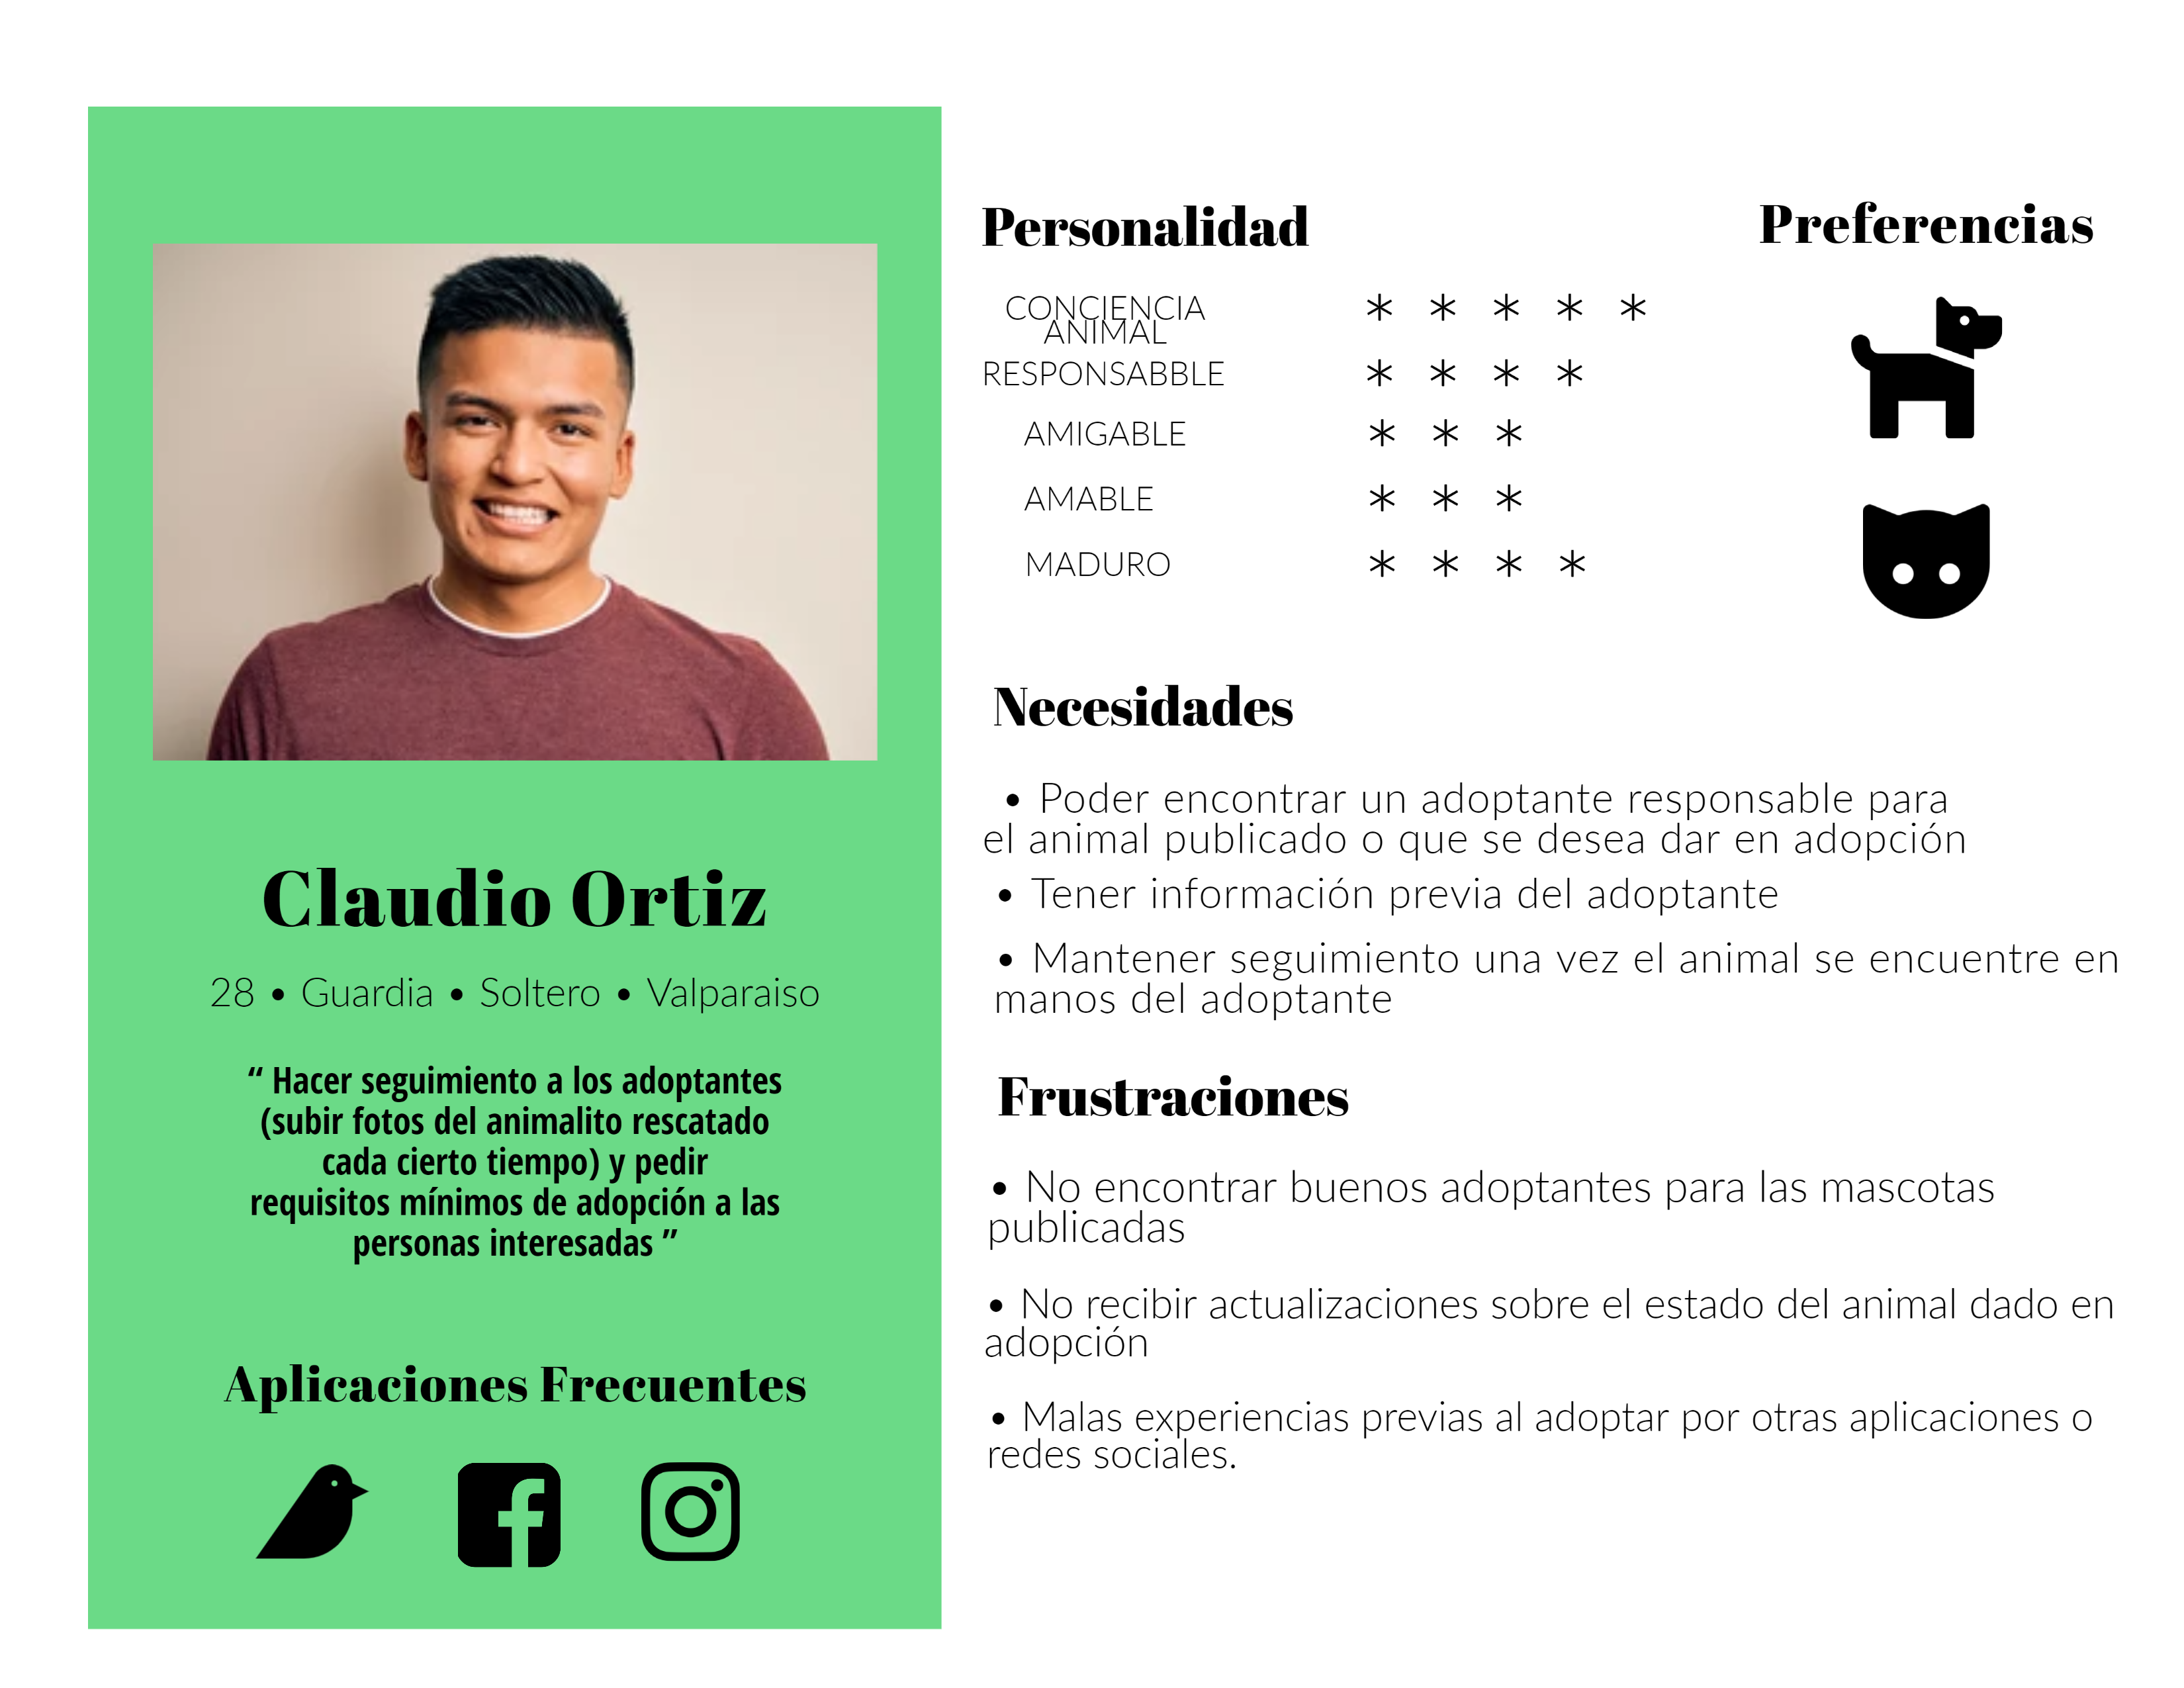 Claudio Ortiz
28 • Guardia • Soltero • Valparaiso
“ Hacer seguimiento a los adoptantes
(subir fotos del animalito rescatado
cada cierto tiempo) y pedir
requisitos mínimos de adopción a las
personas interesadas ”
Aplicaciones Frecuentes
Personalidad
CONCIENCIA
ANIMAL
* * * * *
RESPONSABBLE * * * *
AMIGABLE * * *
AMABLE * * *
MADURO * * * *
Preferencias
Necesidades
• Poder encontrar un adoptante responsable para
el animal publicado o que se desea dar en adopción
• Tener información previa del adoptante
• Mantener seguimiento una vez el animal se encuentre en
manos del adoptante
Frustraciones
• No encontrar buenos adoptantes para las mascotas
publicadas
• No recibir actualizaciones sobre el estado del animal dado en
adopción
• Malas experiencias previas al adoptar por otras aplicaciones o
redes sociales.